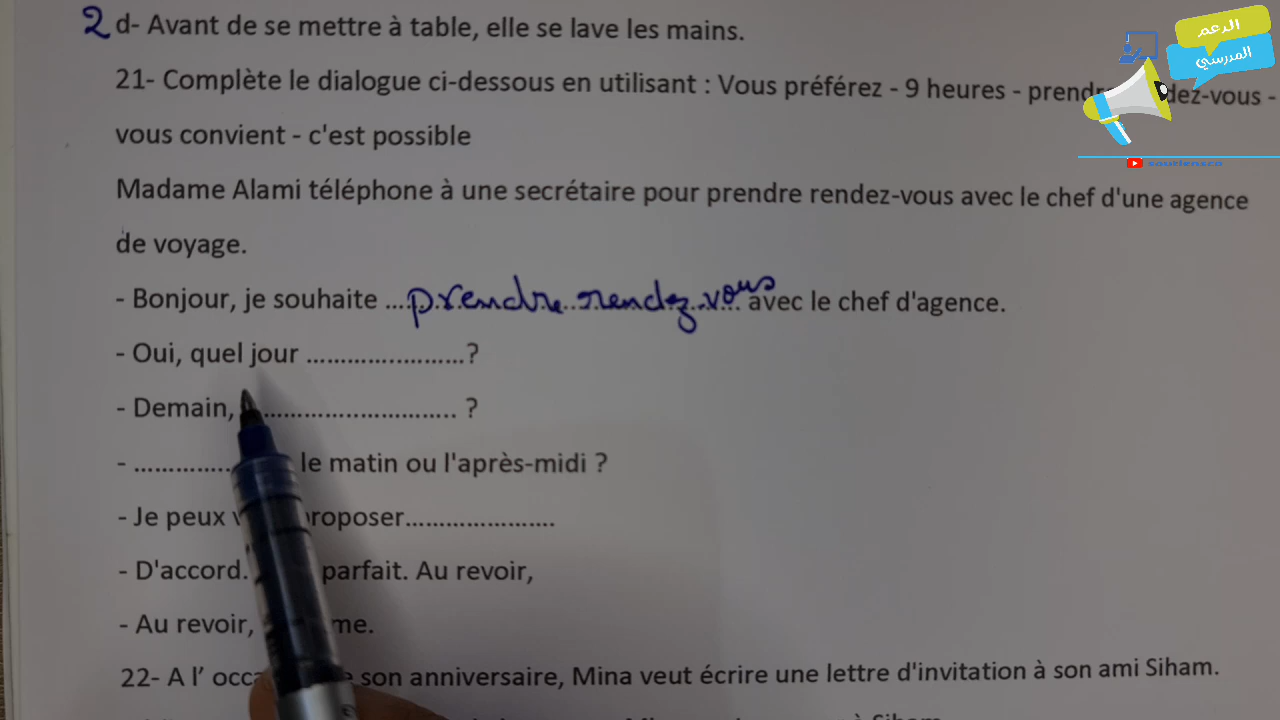 2 d- Avant de se mettre à table, elle se lave les mains.
الدعم
المدرسي
21- Complète le dialogue ci-dessous en utilisant : Vous préférez - 9 heures - prendre rendez-vous -
vous convient - c'est possible
soutiensco
Madame Alami téléphone à une secrétaire pour prendre rendez-vous avec le chef d'une agence
de voyage.
- Bonjour, je souhaite ....prendre rendez-vous... avec le chef d'agence.
- Oui, quel jour .......................?
- Demain, ............................ ?
- ............... le matin ou l'après-midi ?
- Je peux proposer......................
- D'accord. parfait. Au revoir,
- Au revoir,
22- A l' son anniversaire, Mina veut écrire une lettre d'invitation à son ami Siham.